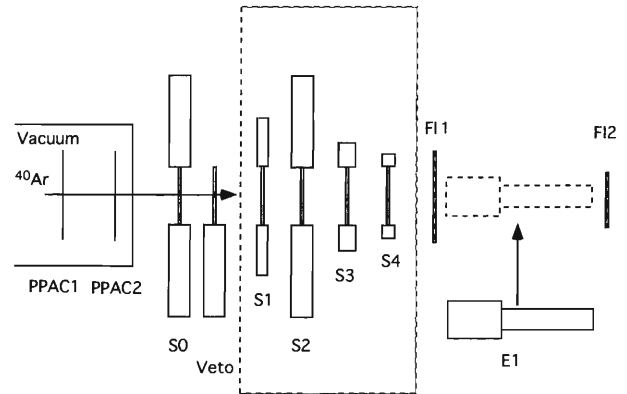 Vacuum
⁴⁰Ar
PPAC1
PPAC2
S0
Veto
S1
S2
S3
S4
FI1
FI2
E1